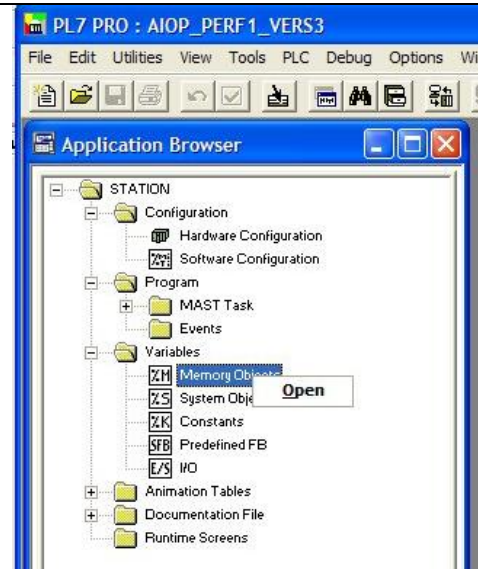 PL7 PRO : AIOP_PERF1_VERS3
File Edit Utilities View Tools PLC Debug Options Wi
Application Browser
STATION
Configuration
Hardware Configuration
Software Configuration
Program
MAST Task
Events
Variables
%M Memory Objects
Open
%S System Obje
%K Constants
SFB Predefined FB
E/S I/O
Animation Tables
Documentation File
Runtime Screens